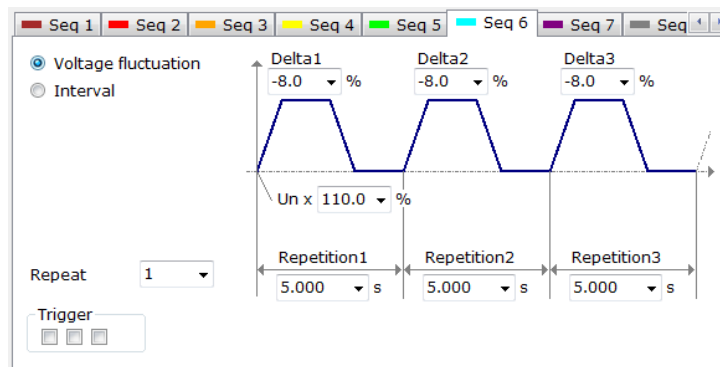 Seq 1 Seq 2 Seq 3 Seq 4 Seq 5 Seq 6 Seq 7 Seq
Voltage fluctuation
Interval
Delta1 Delta2 Delta3
-8.0 % -8.0 % -8.0 %
Un x 110.0 %
Repetition1 Repetition2 Repetition3
Repeat 1
5.000 s 5.000 s 5.000 s
Trigger